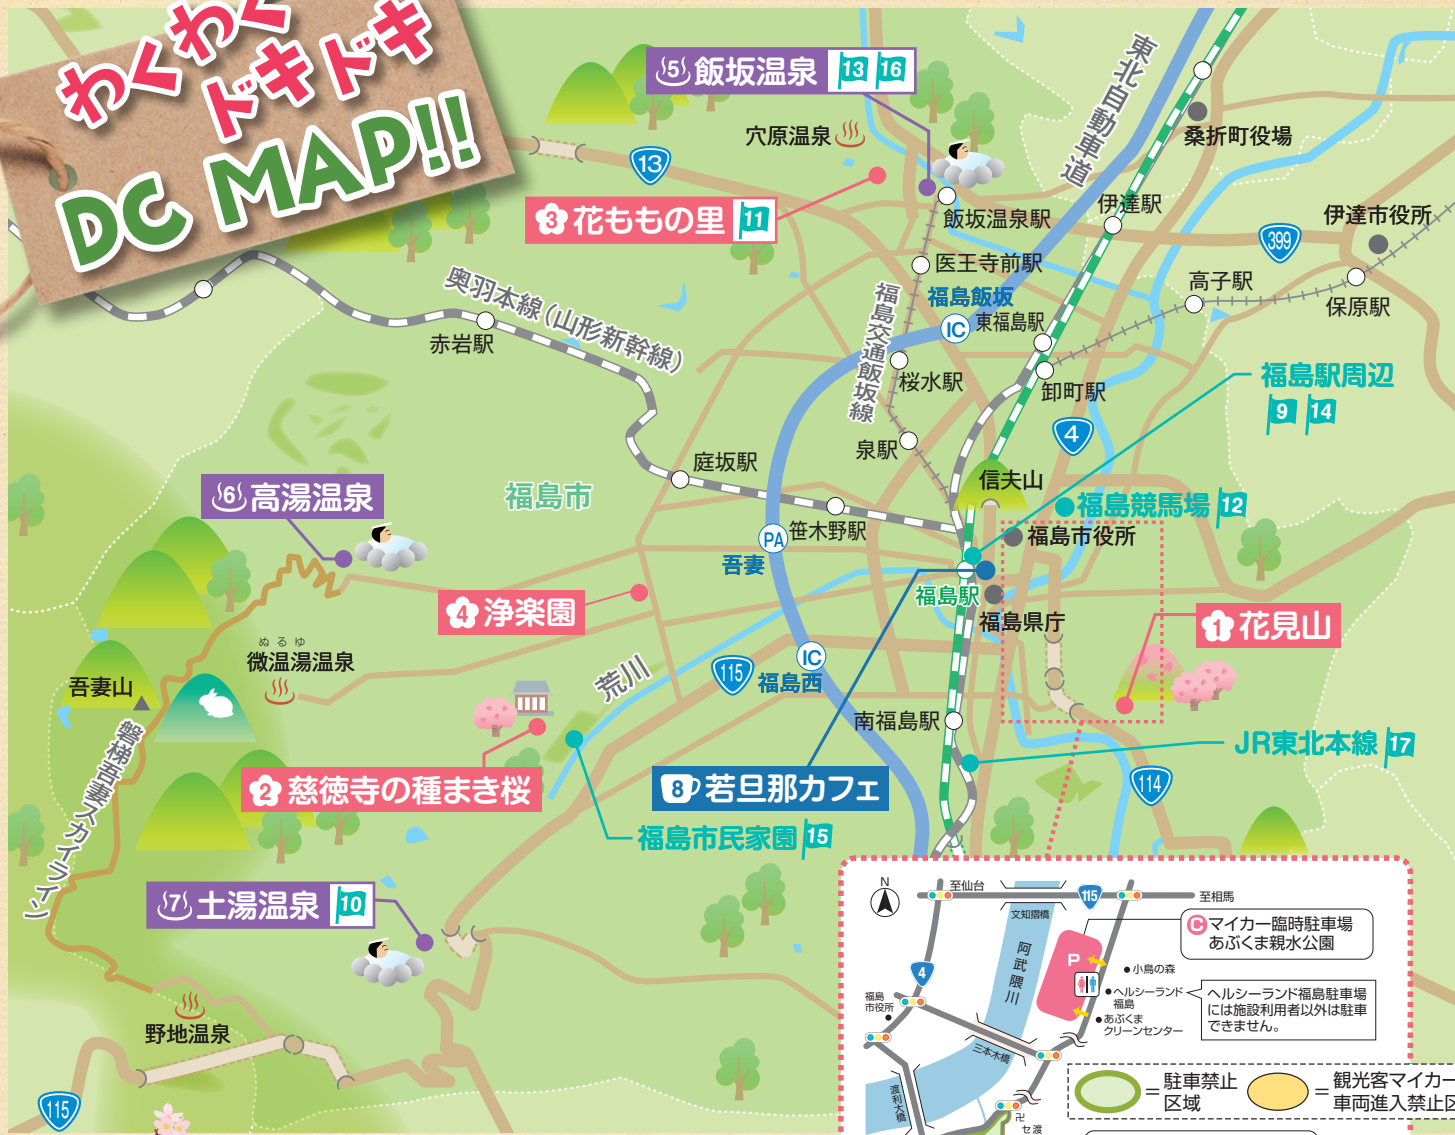 わくわく
ドキドキ
DC MAP!!
5 飯坂温泉 13 16
穴原温泉
13
3 花ももの里 11
東北自動車道
桑折町役場
伊達駅
伊達市役所
399
飯坂温泉駅
医王寺前駅
高子駅
保原駅
福島飯坂
IC
東福島駅
奥羽本線（山形新幹線）
赤岩駅
福島交通飯坂線
桜水駅
卸町駅
福島駅周辺
9 14
4
泉駅
庭坂駅
信夫山
6 高湯温泉
福島市
笹木野駅
福島競馬場 12
福島市役所
PA
吾妻
4 浄楽園
福島駅
福島県庁
1 花見山
ぬるゆ
微温湯温泉
吾妻山
荒川
115
IC
福島西
南福島駅
JR東北本線 17
磐梯吾妻スカイライン
2 慈徳寺の種まき桜
8 若旦那カフェ
114
福島市民家園 15
7 土湯温泉 10
野地温泉
115
N
至仙台
115
至相馬
文知摺橋
C マイカー臨時駐車場
あぶくま親水公園
阿武隈川
P
4
小鳥の森
福島
市役所
ヘルシーランド
福島
ヘルシーランド福島駐車場
には施設利用者以外は駐車
できません。
あぶくま
クリーンセンター
三本木橋
渡利大橋
＝駐車禁止
区域
＝観光客マイカー
車両進入禁止区
卍
セ渡